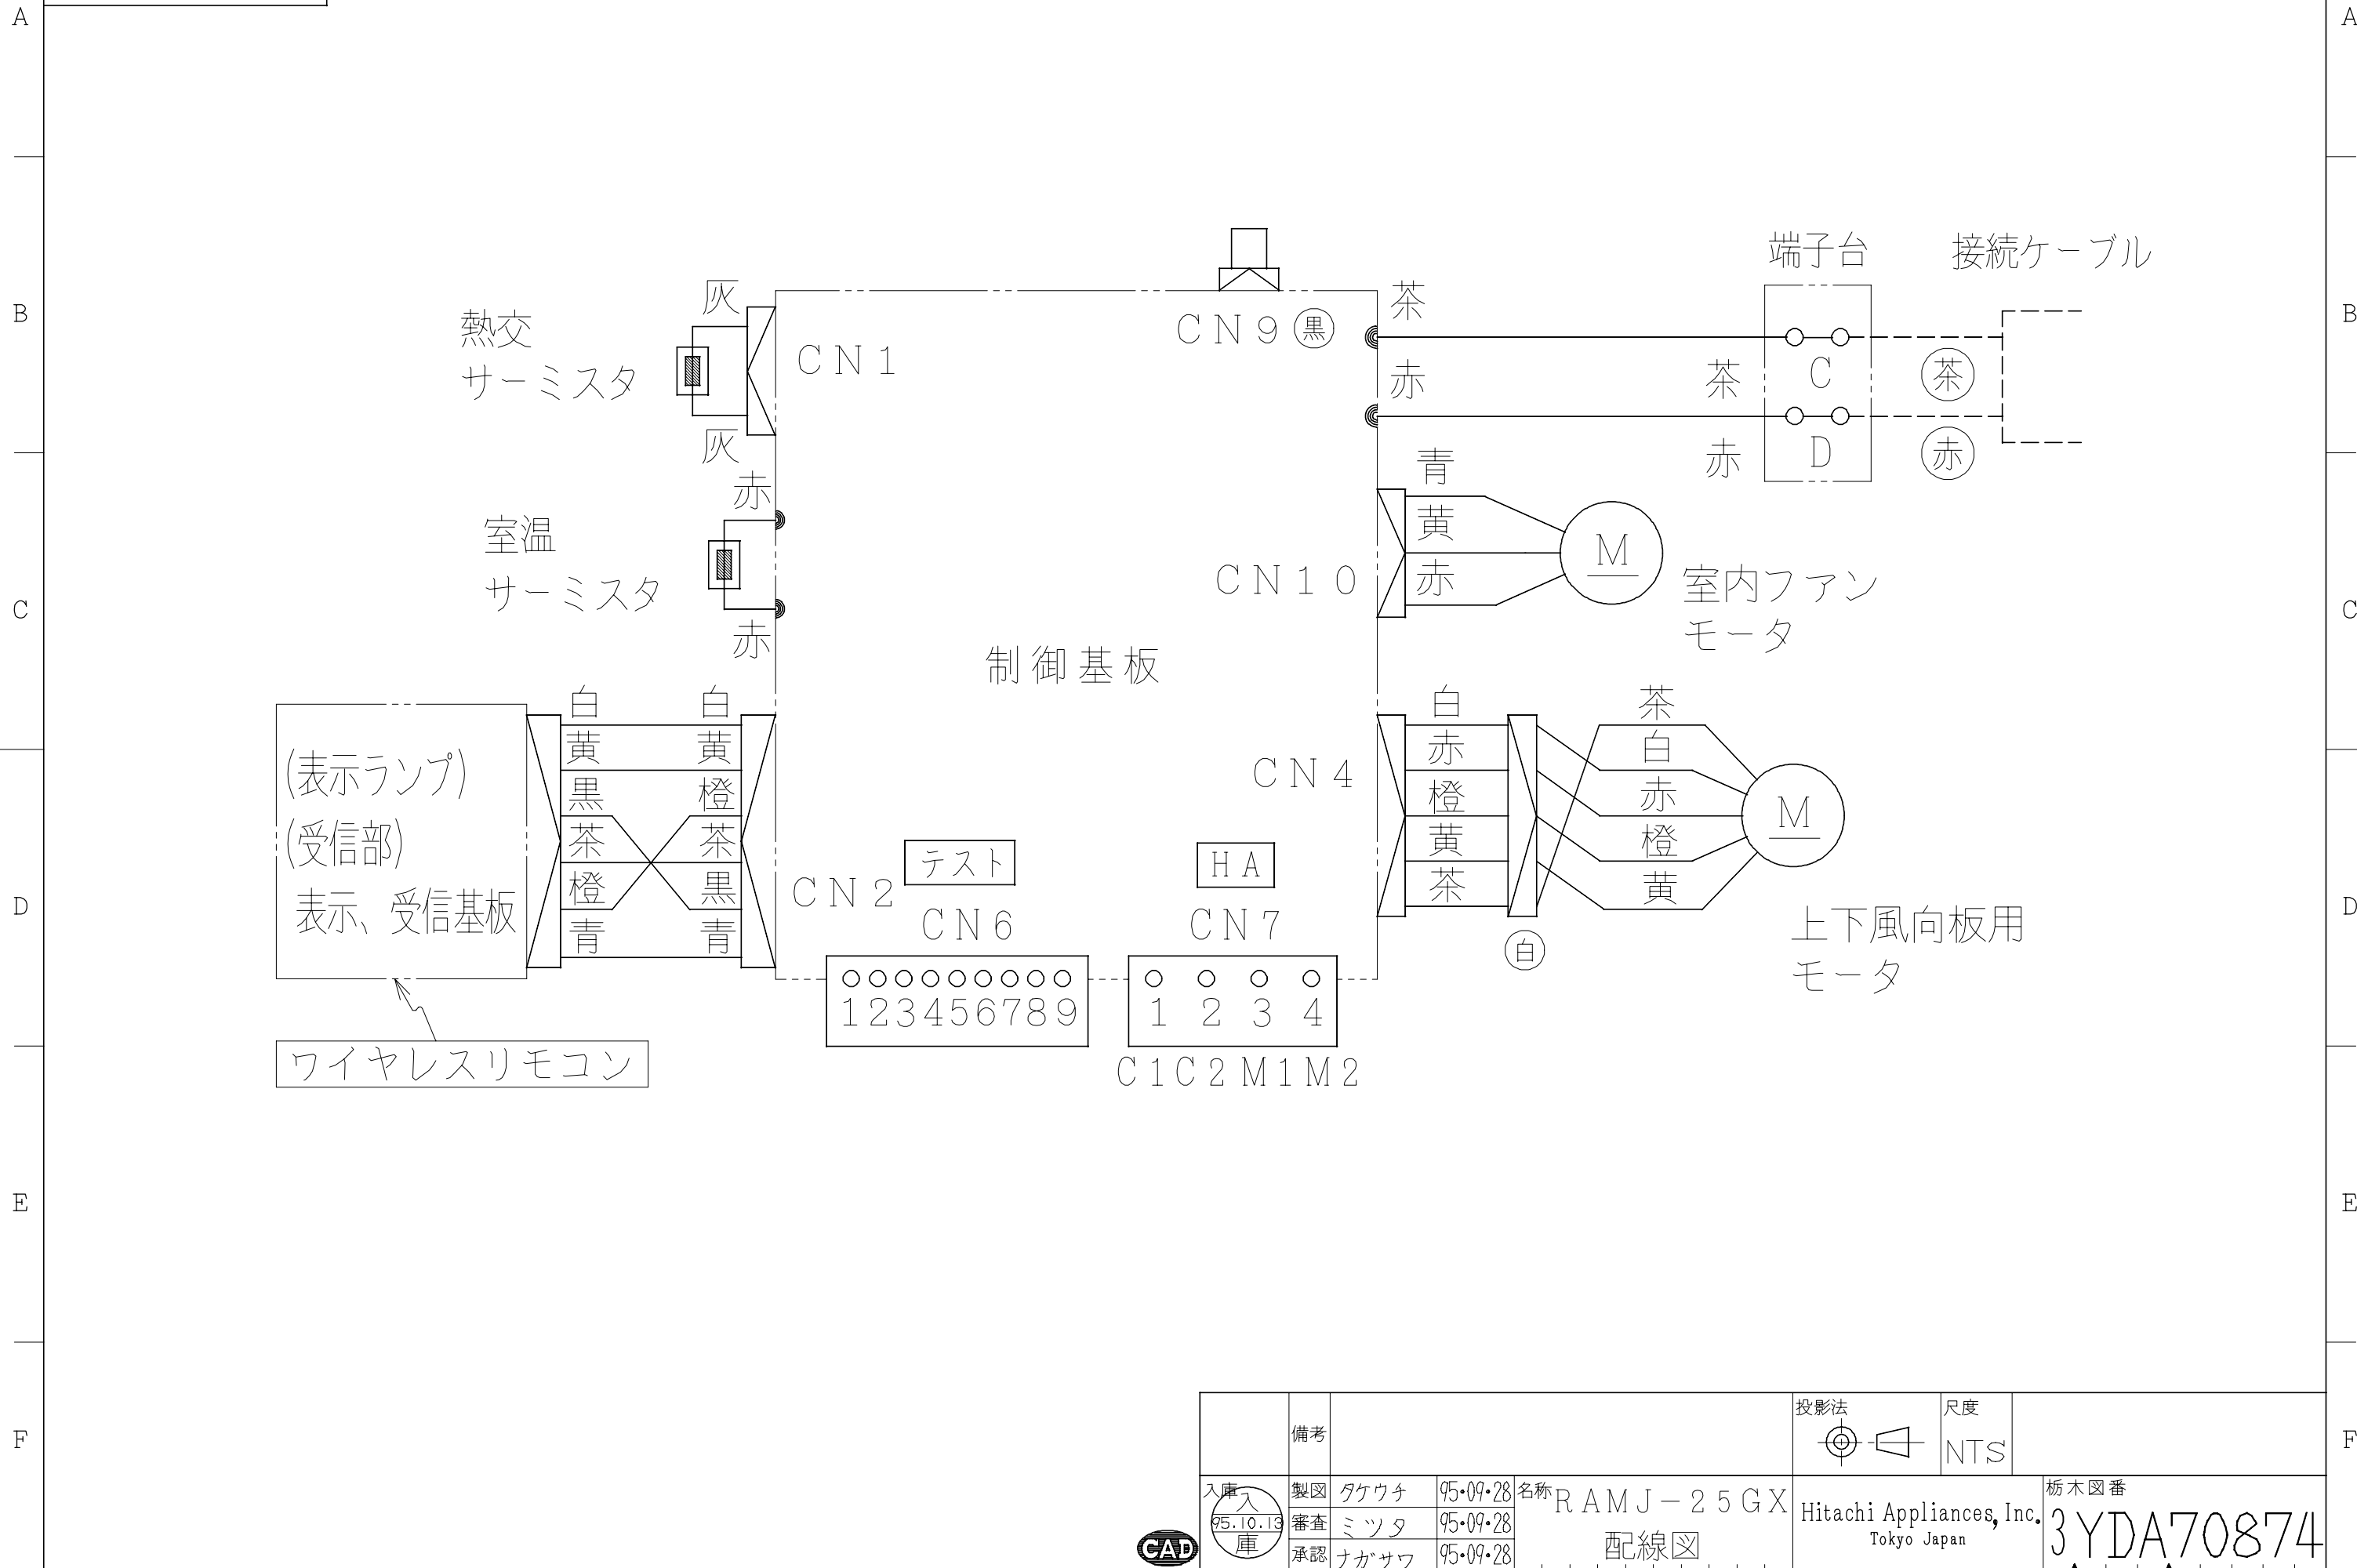 A
A
B
B
C
C
D
D
E
E
F
F
熱交
サーミスタ
灰
灰
CN1
室温
サーミスタ
赤
赤
CN9 黒
茶
赤
茶
赤
端子台
C
D
接続ケーブル
茶
赤
青
黄
赤
CN10
M
室内ファン
モータ
制御基板
(表示ランプ)
(受信部)
表示、受信基板
白 白
黄 黄
黒 橙
茶 茶
橙 黒
青 青
CN2
ワイヤレスリモコン
テスト
CN6
123456789
HA
CN7
1 2 3 4
C1C2M1M2
CN4
白
赤
橙
黄
茶
白
茶
白
赤
橙
黄
M
上下風向板用
モータ
備考
投影法
尺度
NTS
CAD
入庫
入
95.10.13
庫
製図 タケウチ 95・09・28
審査 ミツタ 95・09・28
承認 ナガサワ 95・09・28
名称 RAMJ-25GX
配線図
Hitachi Appliances, Inc.
Tokyo Japan
栃木図番
3YDA70874